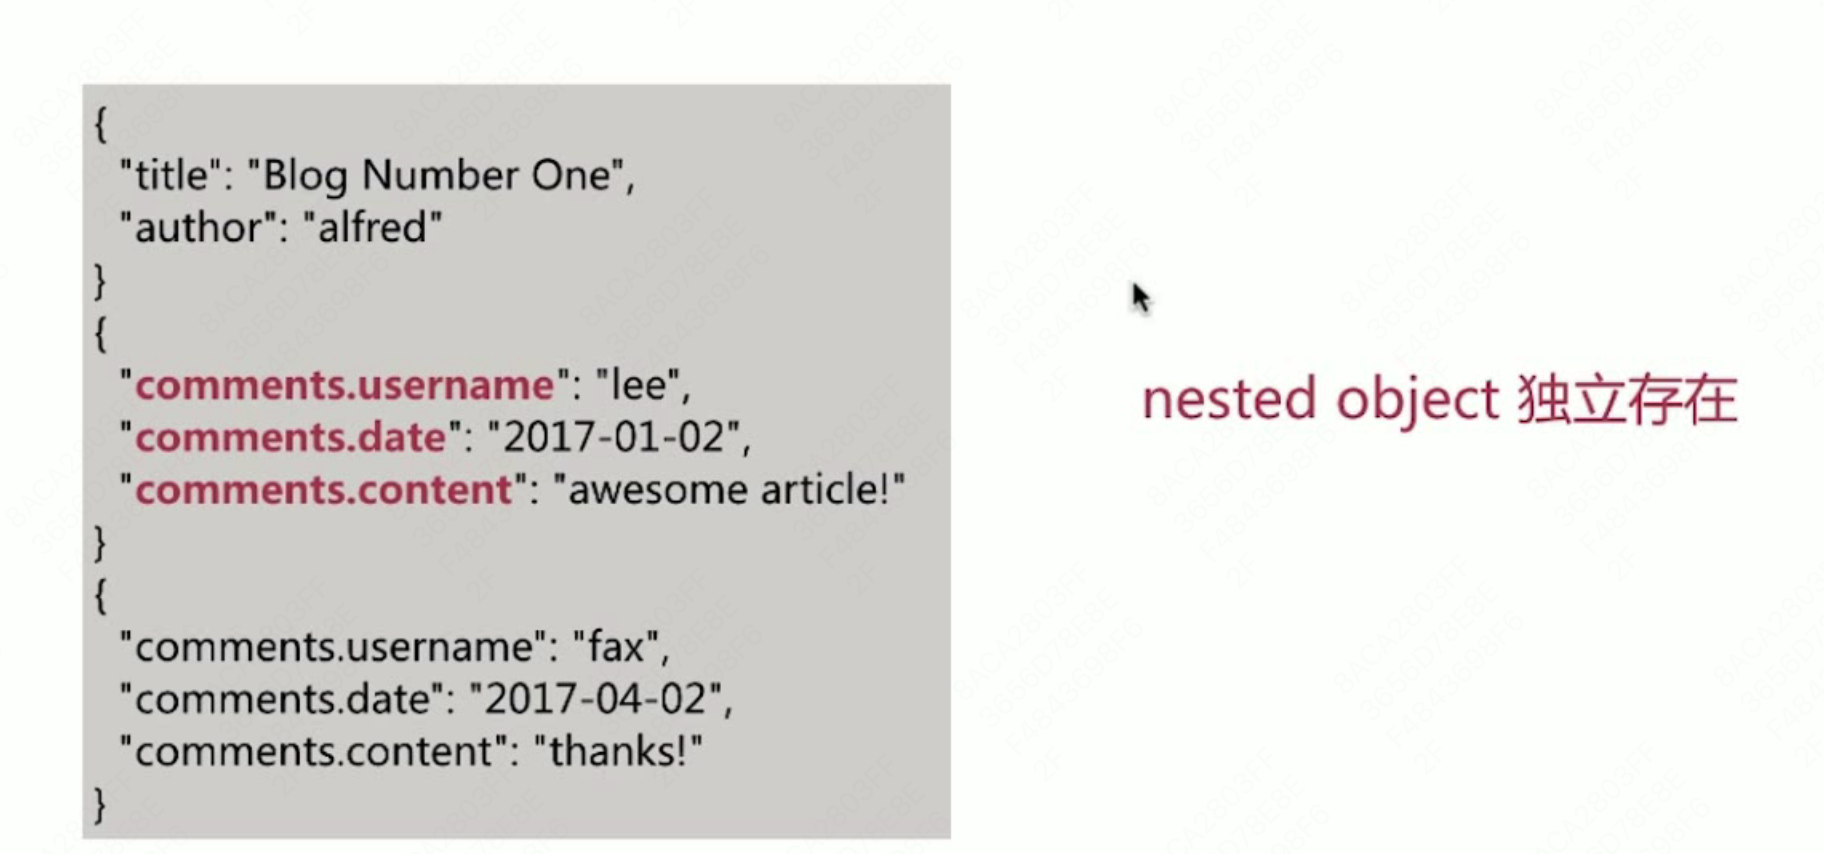 {
"title": "Blog Number One",
"author": "alfred"
}
{
"comments.username": "lee",
"comments.date": "2017-01-02",
"comments.content": "awesome article!"
}
{
"comments.username": "fax",
"comments.date": "2017-04-02",
"comments.content": "thanks!"
}
nested object 独立存在